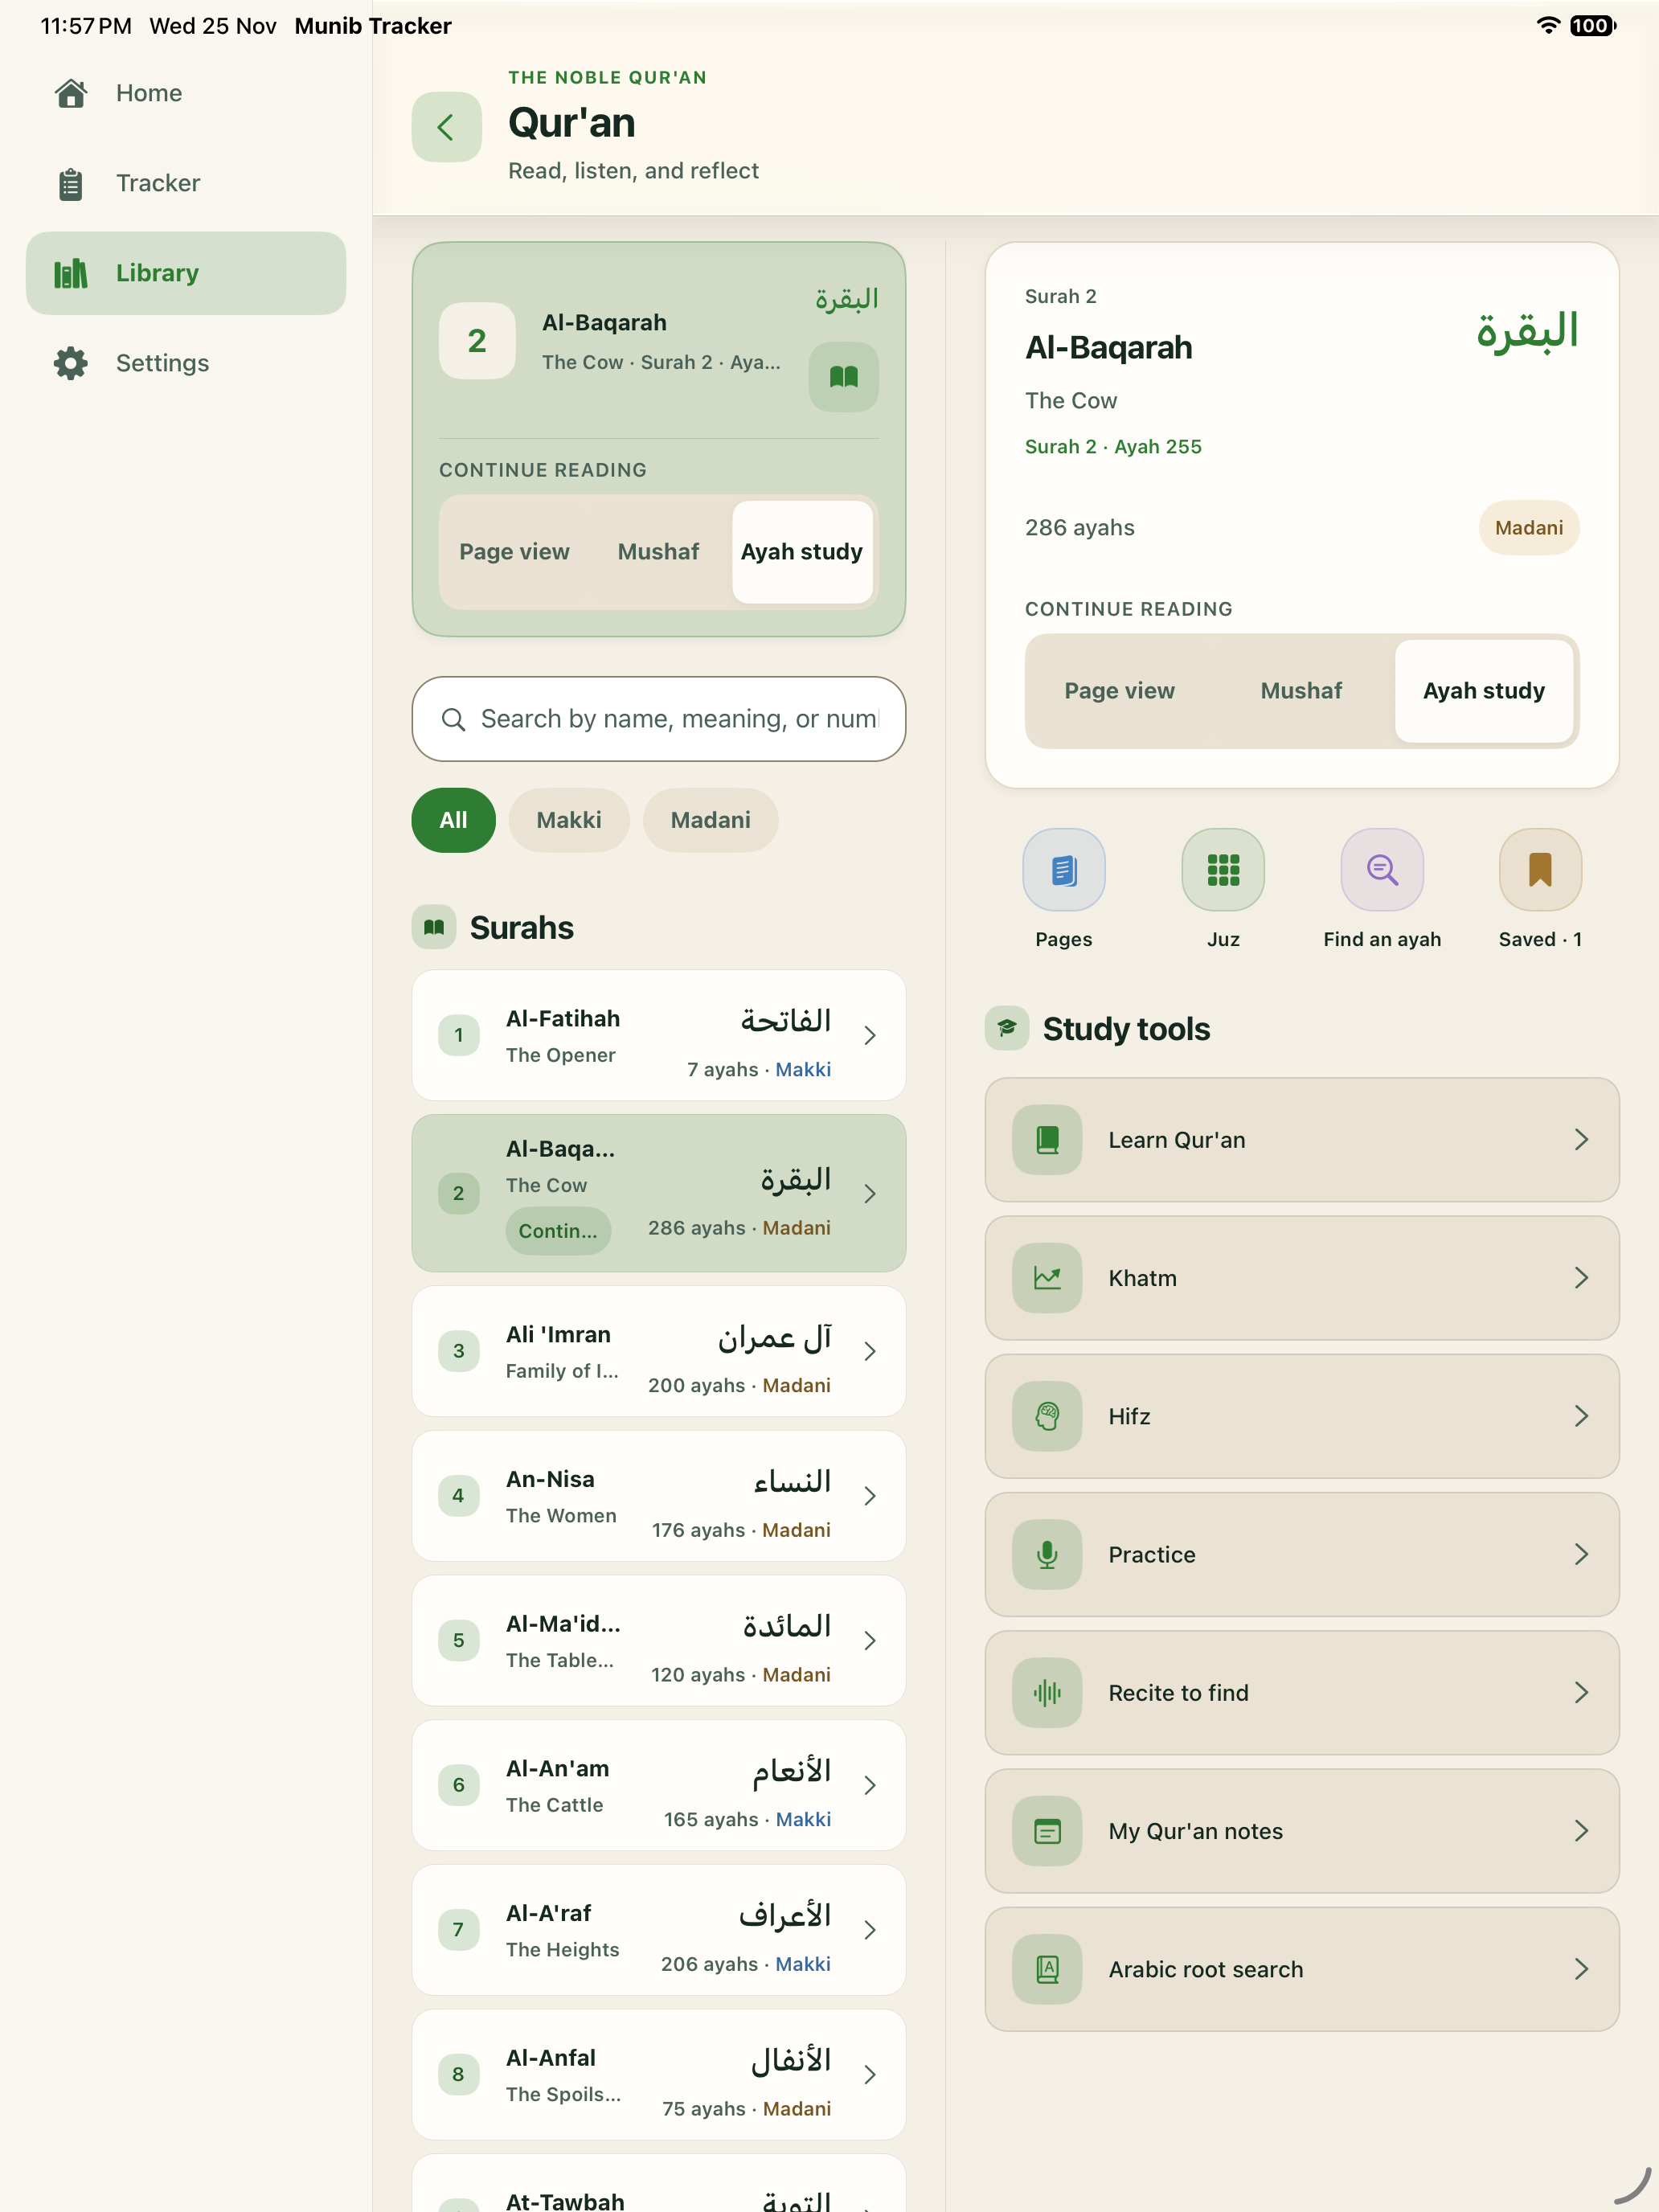 11:57 PM Wed 25 Nov Munib Tracker
100
Home
Tracker
Library
Settings
THE NOBLE QUR'AN
Qur'an
Read, listen, and reflect
2
Al-Baqarah
البقرة
The Cow · Surah 2 · Aya...
CONTINUE READING
Page view Mushaf Ayah study
Search by name, meaning, or num
All Makki Madani
Surahs
1
Al-Fatihah
The Opener
الفاتحة
7 ayahs · Makki
2
Al-Baqa...
The Cow
Contin...
البقرة
286 ayahs · Madani
3
Ali 'Imran
Family of I...
آل عمران
200 ayahs · Madani
4
An-Nisa
The Women
النساء
176 ayahs · Madani
5
Al-Ma'id...
The Table...
المائدة
120 ayahs · Madani
6
Al-An'am
The Cattle
الأنعام
165 ayahs · Makki
7
Al-A'raf
The Heights
الأعراف
206 ayahs · Makki
8
Al-Anfal
The Spoils...
الأنفال
75 ayahs · Madani
At-Tawbah
التوبة
Surah 2
Al-Baqarah
البقرة
The Cow
Surah 2 · Ayah 255
286 ayahs
Madani
CONTINUE READING
Page view Mushaf Ayah study
Pages Juz Find an ayah Saved · 1
Study tools
Learn Qur'an
Khatm
Hifz
Practice
Recite to find
My Qur'an notes
A
Arabic root search